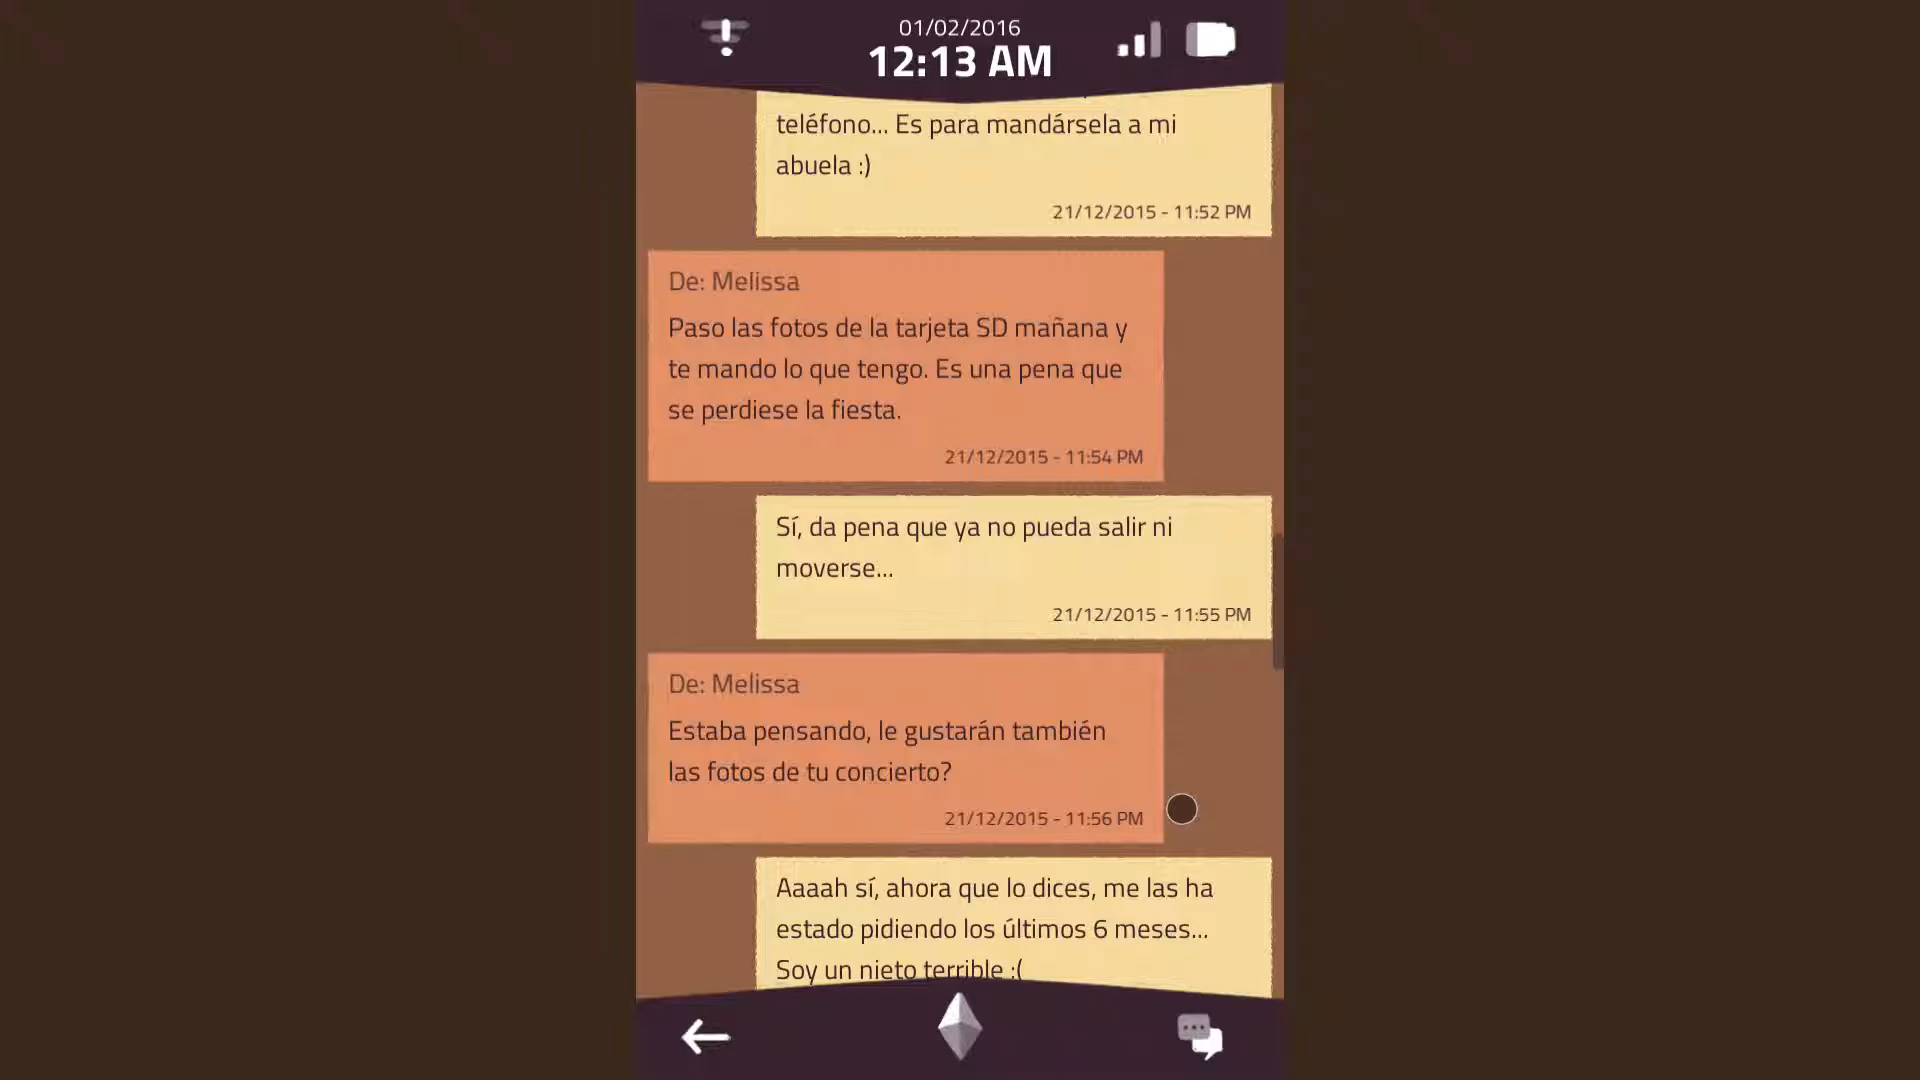 01/02/2016
12:13 AM
teléfono... Es para mandársela a mi
abuela :)
21/12/2015 - 11:52 PM
De: Melissa
Paso las fotos de la tarjeta SD mañana y
te mando lo que tengo. Es una pena que
se perdiese la fiesta.
21/12/2015 - 11:54 PM
Sí, da pena que ya no pueda salir ni
moverse...
21/12/2015 - 11:55 PM
De: Melissa
Estaba pensando, le gustarán también
las fotos de tu concierto?
21/12/2015 - 11:56 PM
Aaaah sí, ahora que lo dices, me las ha
estado pidiendo los últimos 6 meses...
Soy un nieto terrible :(